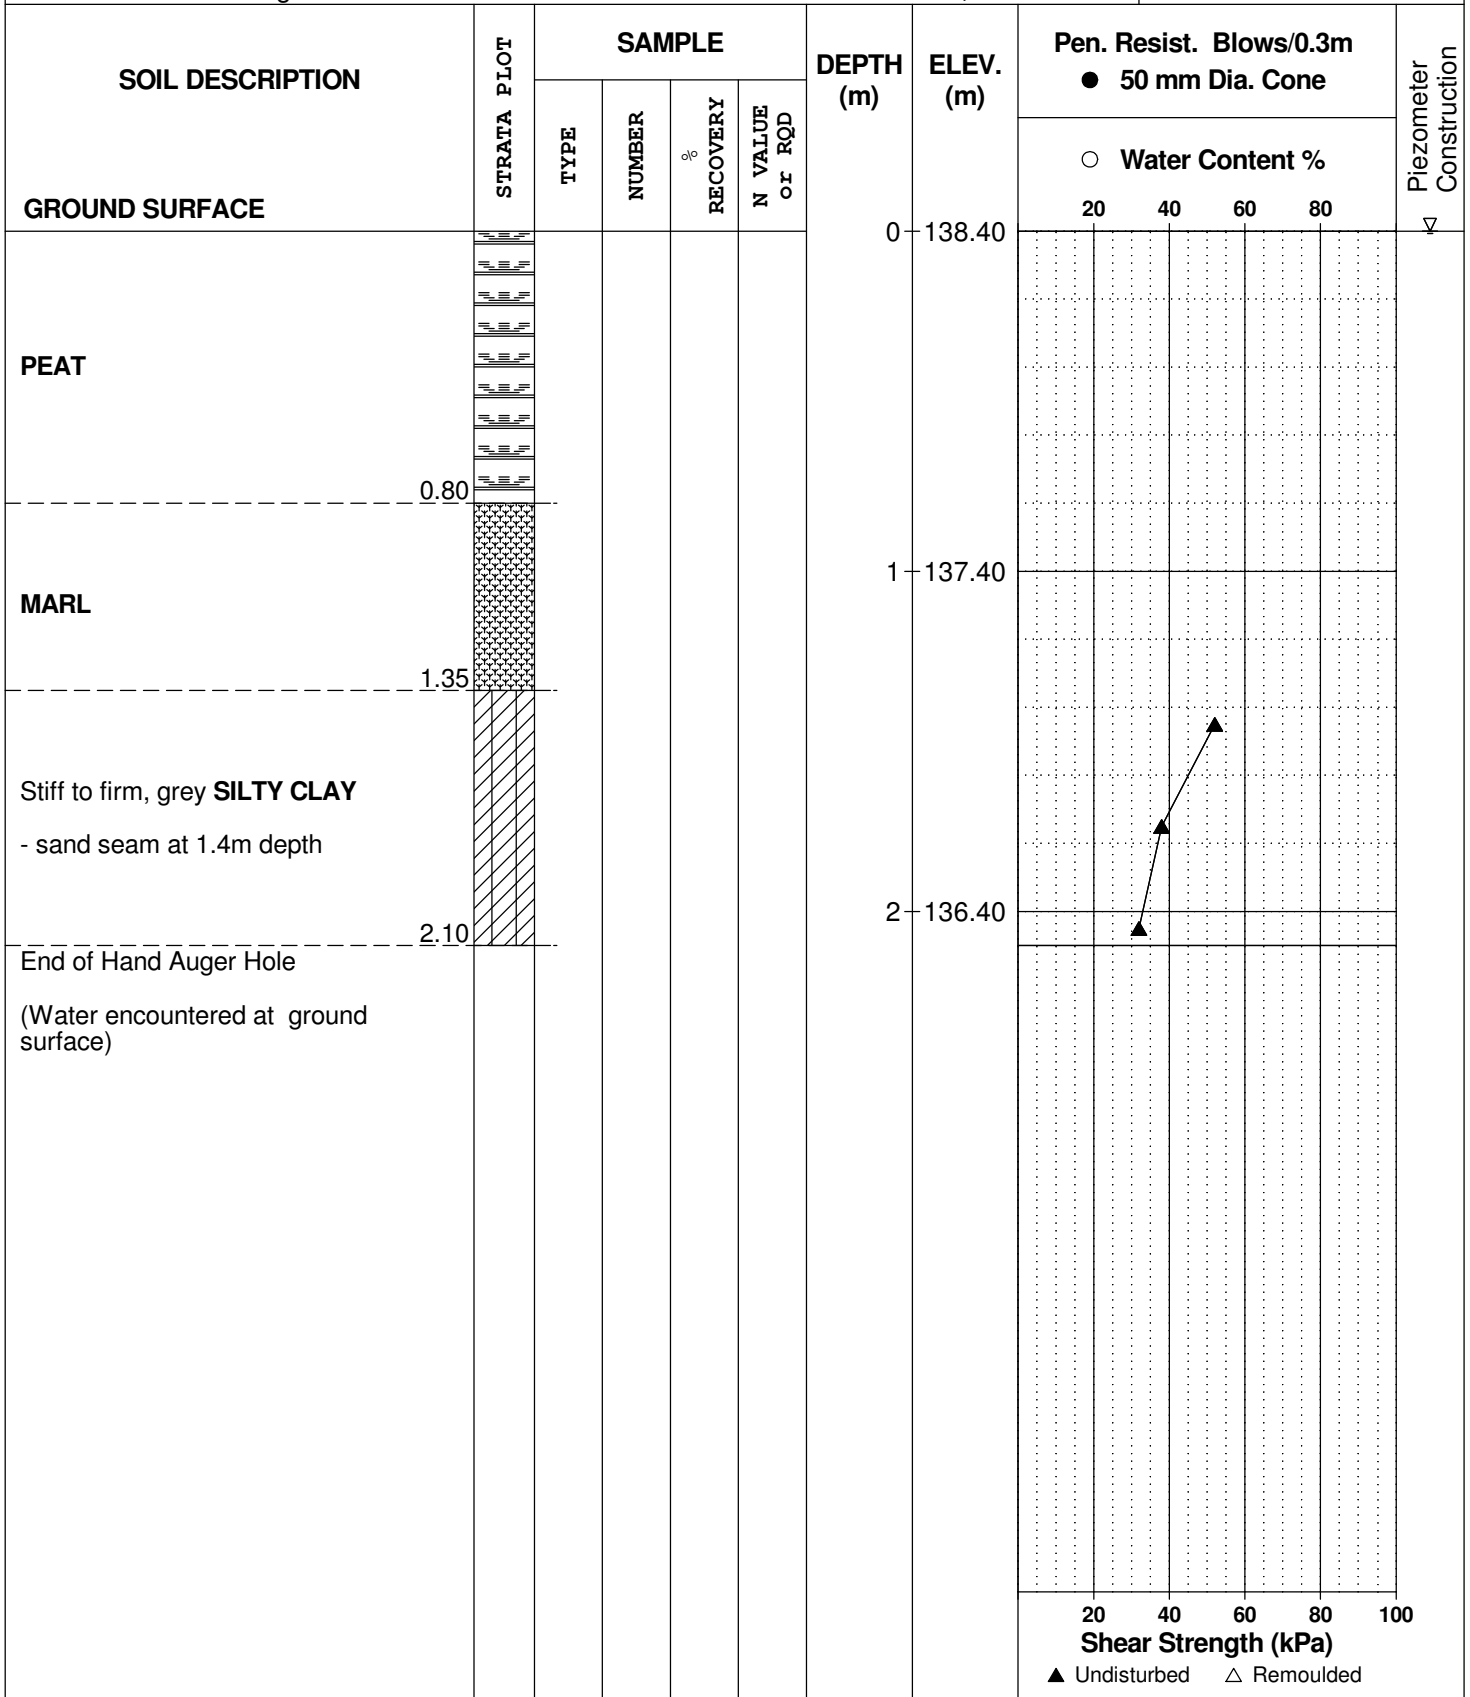 SOIL DESCRIPTION
GROUND SURFACE
STRATA PLOT
SAMPLE
TYPE
NUMBER
%
RECOVERY
N VALUE
or RQD
DEPTH
(m)
ELEV.
(m)
Pen. Resist. Blows/0.3m
● 50 mm Dia. Cone
○ Water Content %
20 40 60 80
Piezometer
Construction
0 138.40
PEAT
0.80
1 137.40
MARL
1.35
Stiff to firm, grey SILTY CLAY
- sand seam at 1.4m depth
2 136.40
2.10
End of Hand Auger Hole
(Water encountered at ground
surface)
20 40 60 80 100
Shear Strength (kPa)
▲ Undisturbed △ Remoulded